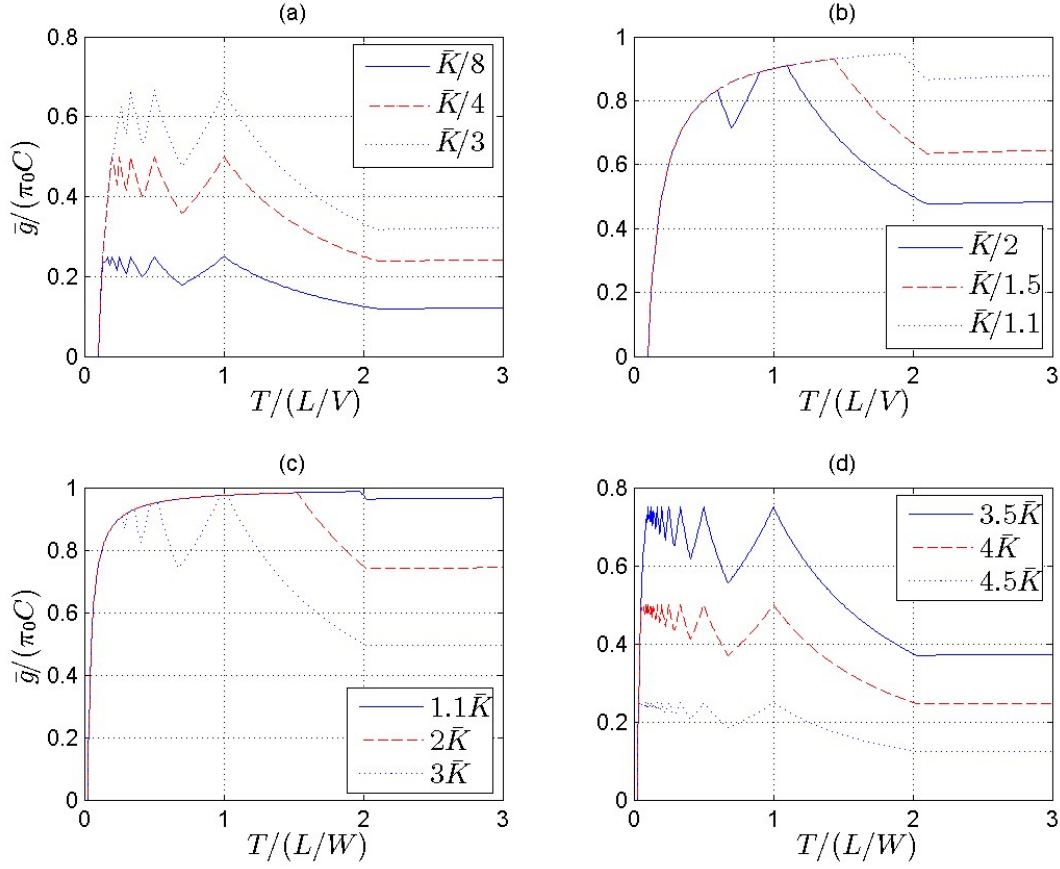 (a)
0.8
0.6
0.4
0.2
0
0 1 2 3
ḡ/(π₀C)
T/(L/V)
K̄/8
K̄/4
K̄/3
(b)
1
0.8
0.6
0.4
0.2
0
0 1 2 3
T/(L/V)
K̄/2
K̄/1.5
K̄/1.1
(c)
1
0.8
0.6
0.4
0.2
0
0 1 2 3
ḡ/(π₀C)
T/(L/W)
1.1K̄
2K̄
3K̄
(d)
0.8
0.6
0.4
0.2
0
0 1 2 3
T/(L/W)
3.5K̄
4K̄
4.5K̄